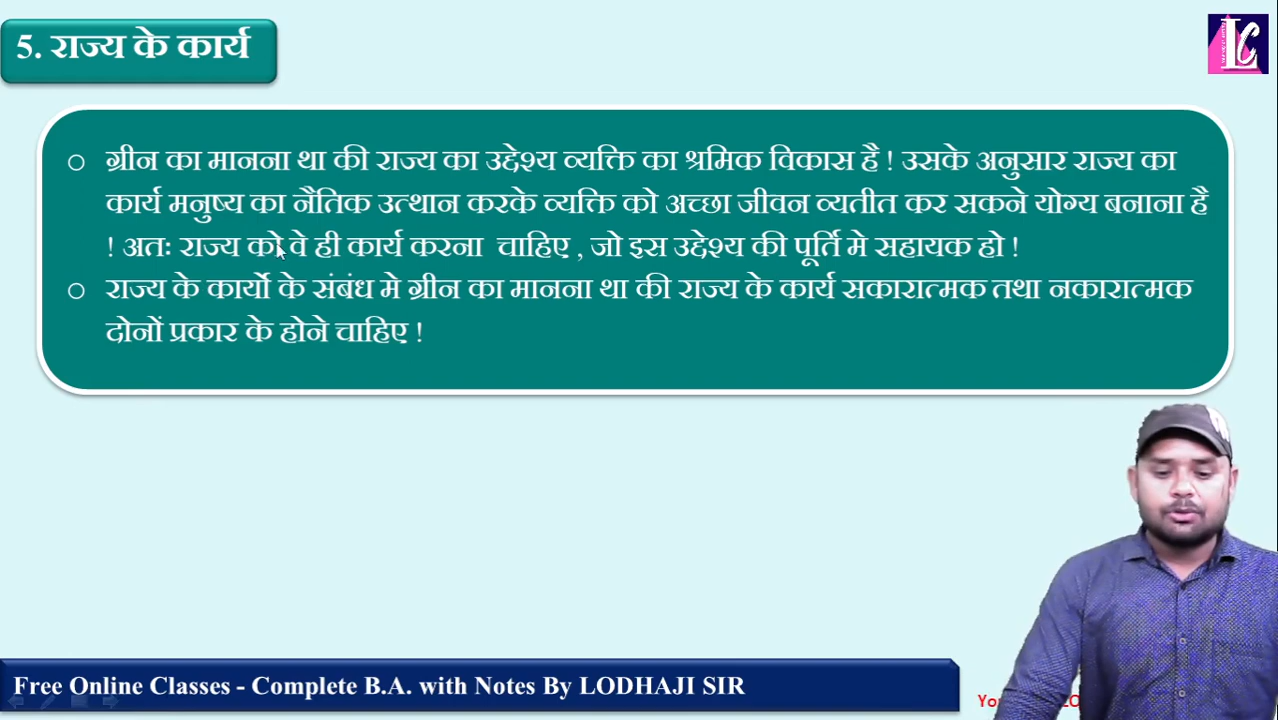 5. राज्य के कार्य
LC
ग्रीन का मानना था की राज्य का उद्देश्य व्यक्ति का श्रमिक विकास है ! उसके अनुसार राज्य का
कार्य मनुष्य का नैतिक उत्थान करके व्यक्ति को अच्छा जीवन व्यतीत कर सकने योग्य बनाना है
! अतः राज्य को वे ही कार्य करना चाहिए , जो इस उद्देश्य की पूर्ति मे सहायक हो !
राज्य के कार्यो के संबंध मे ग्रीन का मानना था की राज्य के कार्य सकारात्मक तथा नकारात्मक
दोनों प्रकार के होने चाहिए !
Free Online Classes - Complete B.A. with Notes By LODHAJI SIR